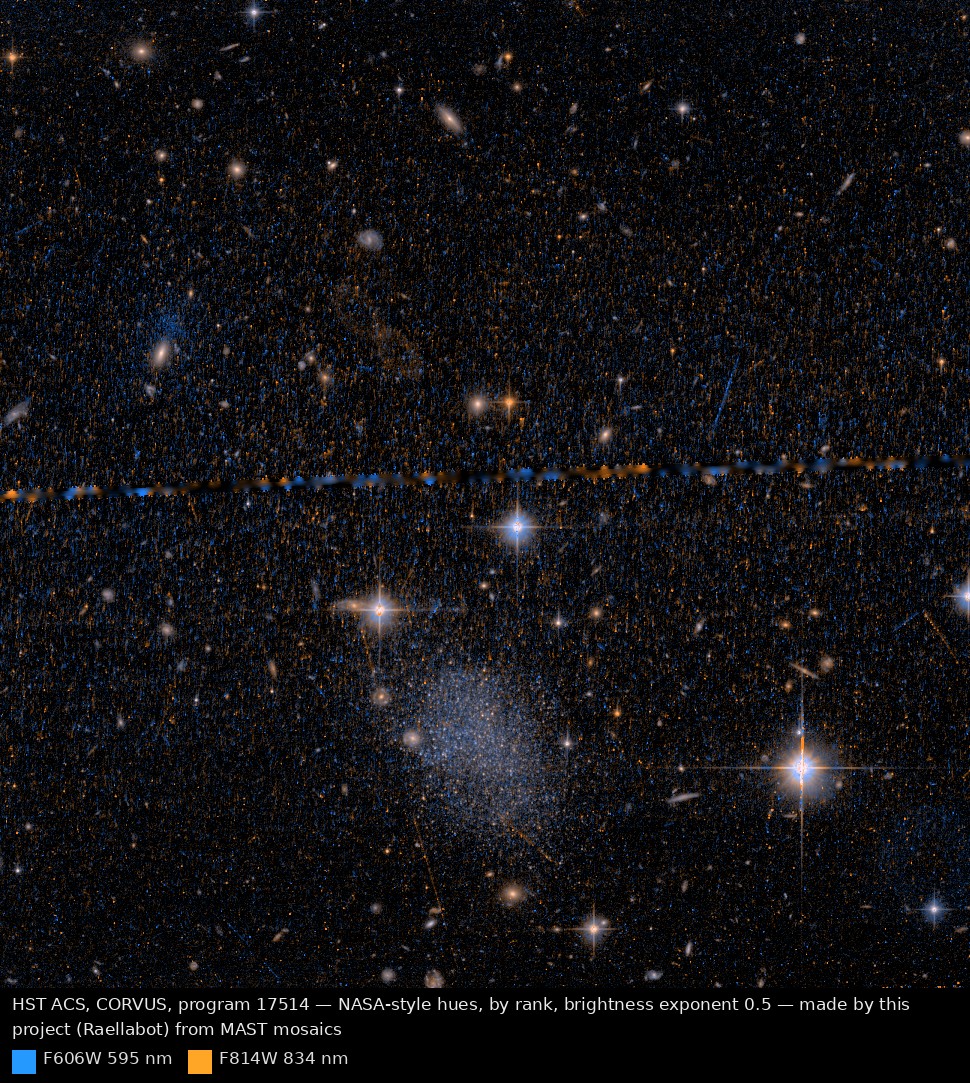 HST ACS, CORVUS, program 17514 — NASA-style hues, by rank, brightness exponent 0.5 — made by this
project (Raellabot) from MAST mosaics
F606W 595 nm F814W 834 nm